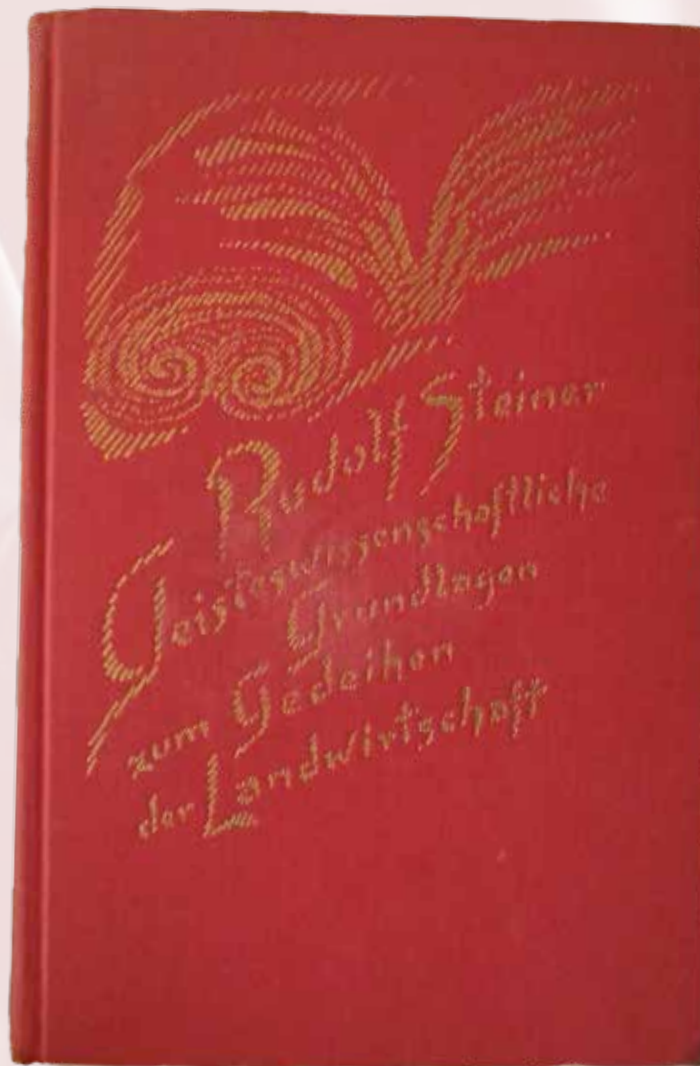 Rudolf Steiner
Geisteswissenschaftliche
Grundlagen
zum Gedeihen
der Landwirtschaft